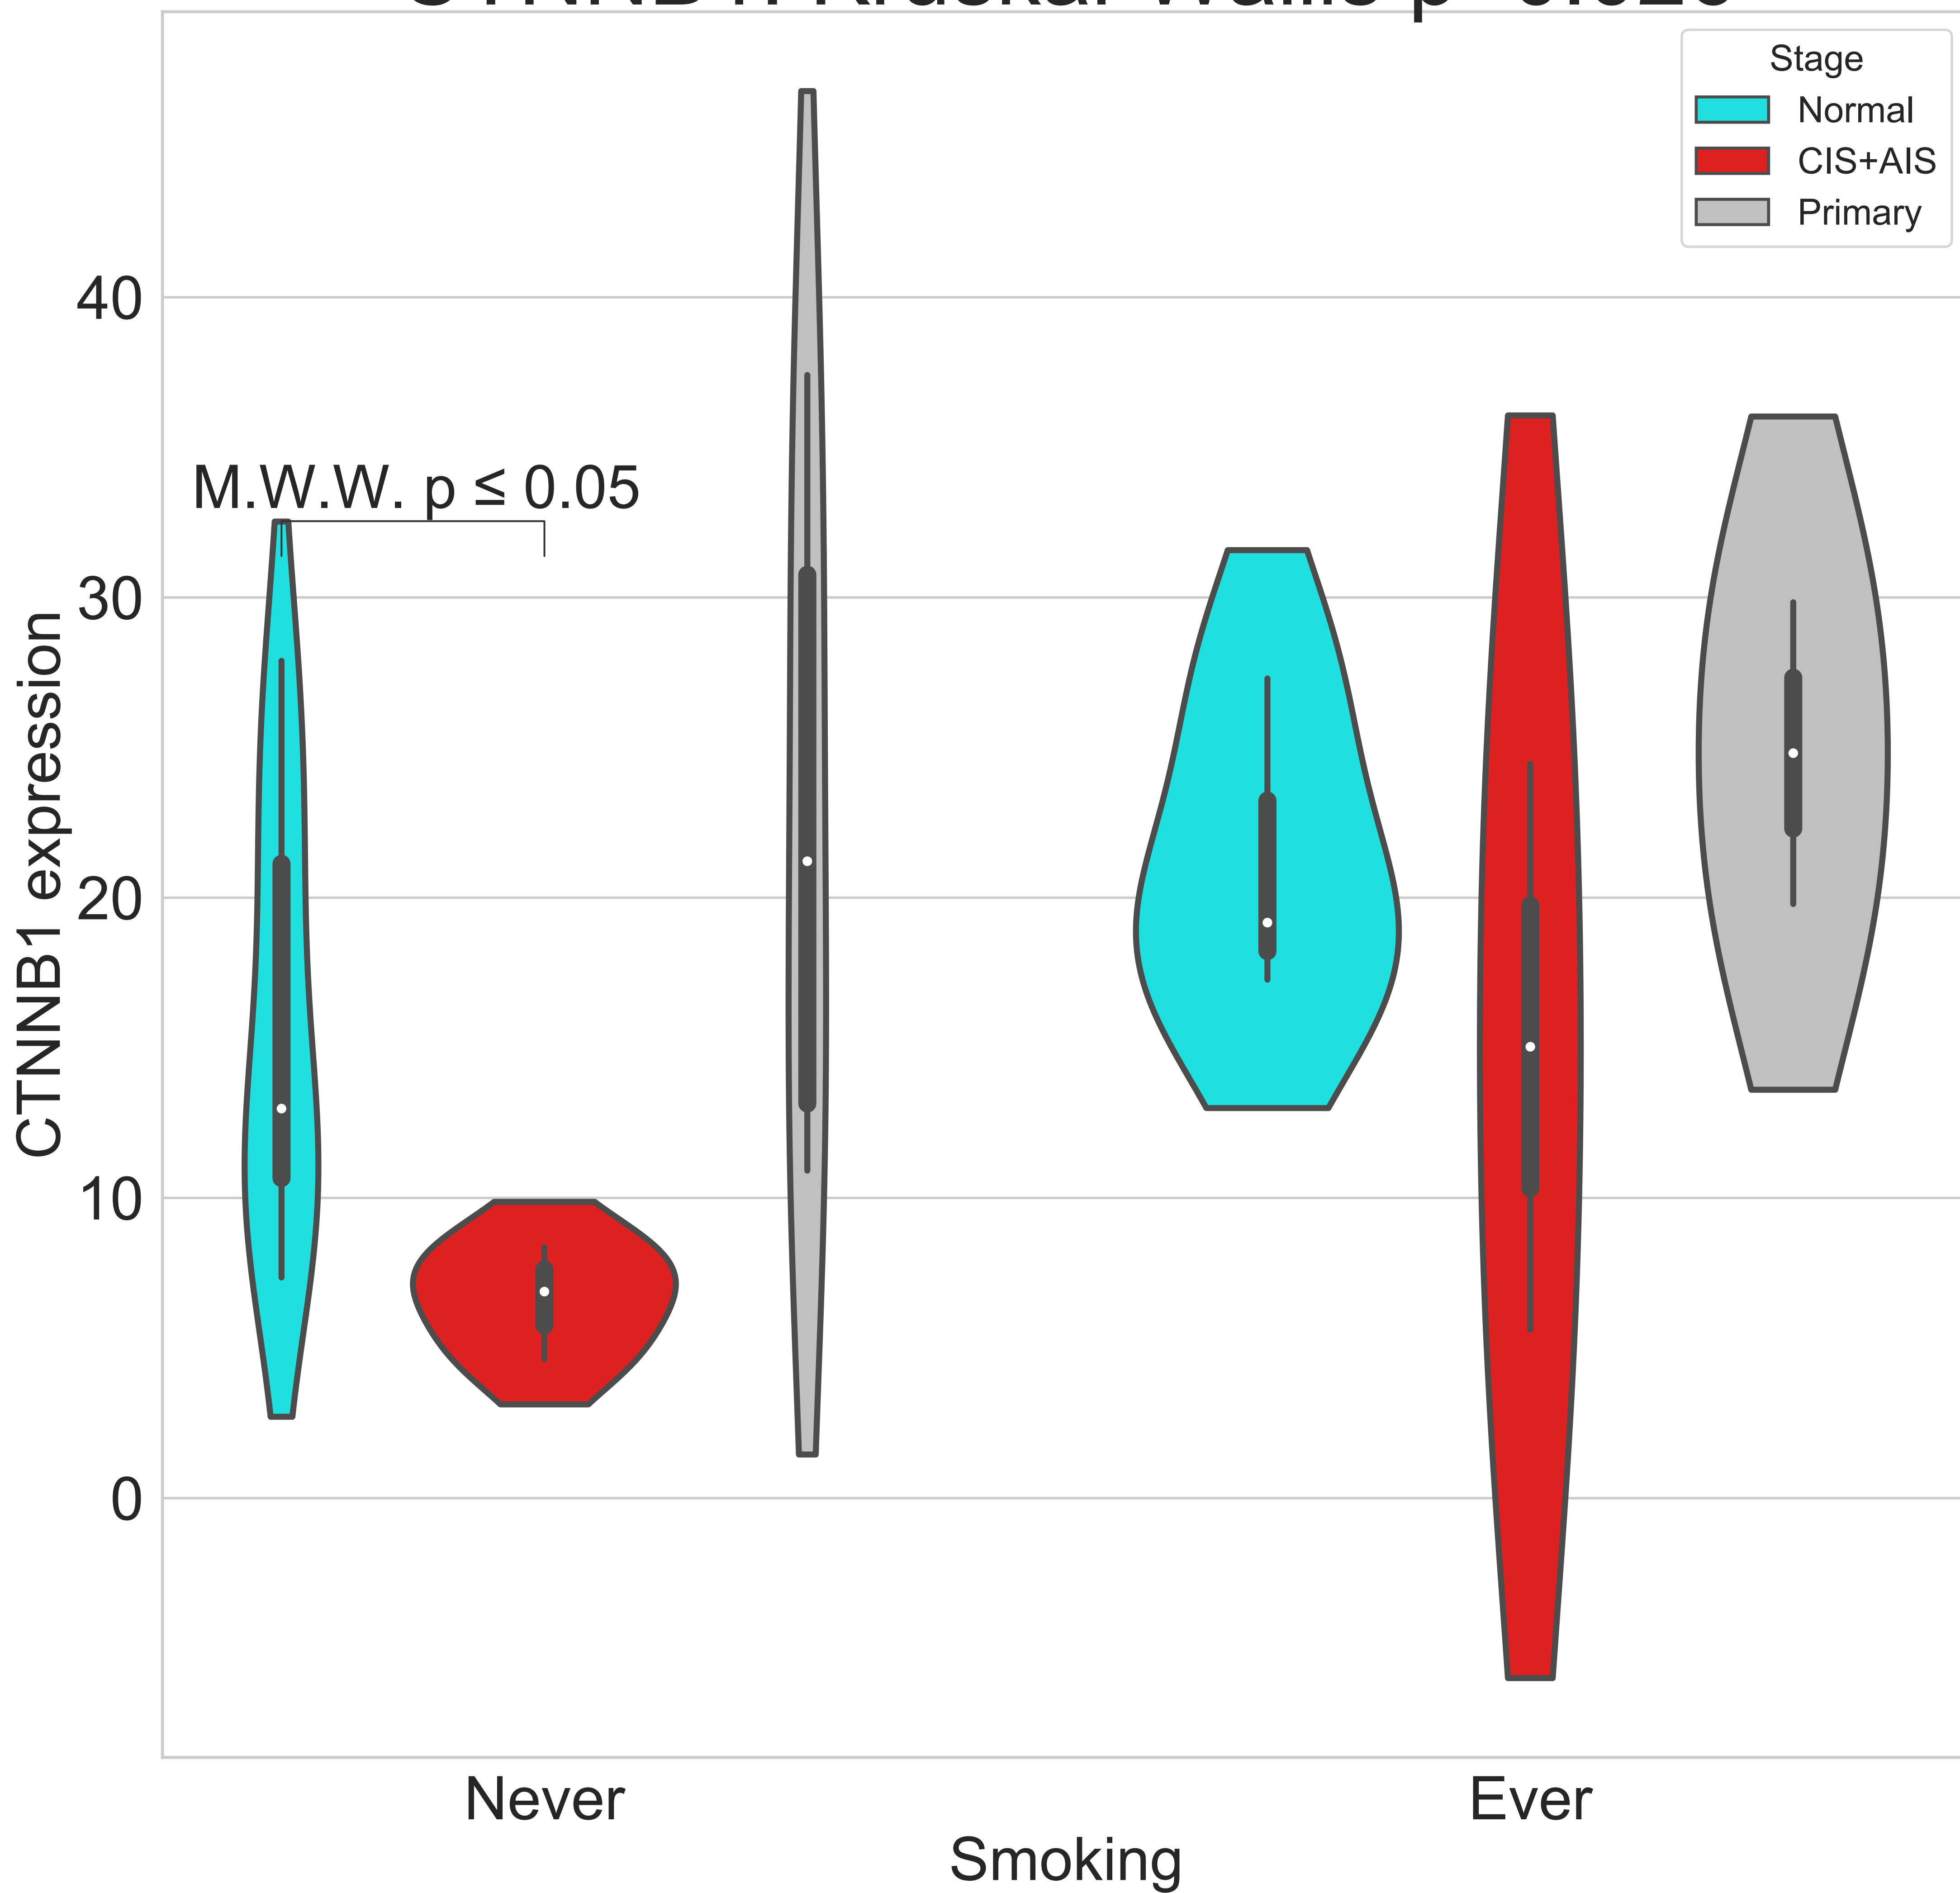 Stage
Normal
CIS+AIS
Primary
40
30
20
10
0
M.W.W. p ≤ 0.05
CTNNB1 expression
Never
Ever
Smoking